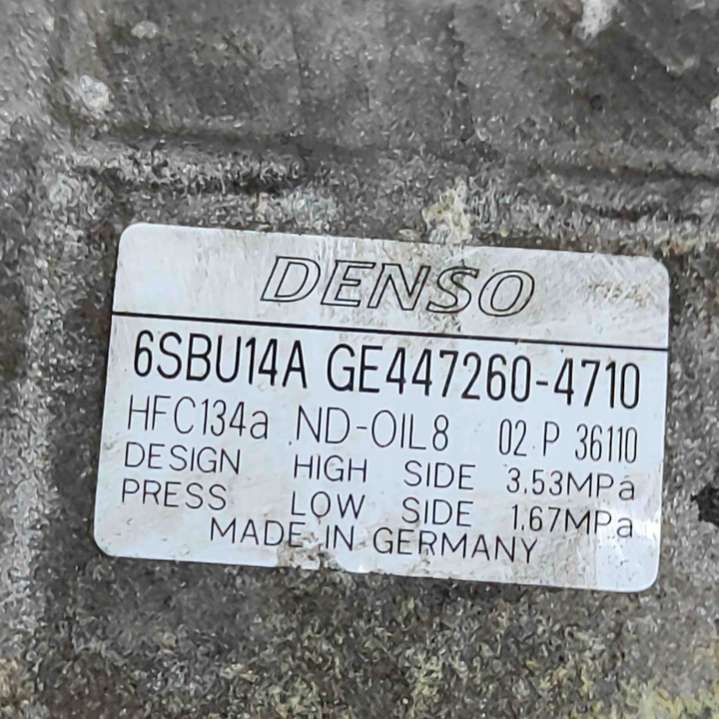 DENSO
6SBU14A GE447260-4710
HFC134a ND-OIL8 02 P 36110
DESIGN HIGH SIDE 3.53MPa
PRESS LOW SIDE 1.67MPa
MADE IN GERMANY